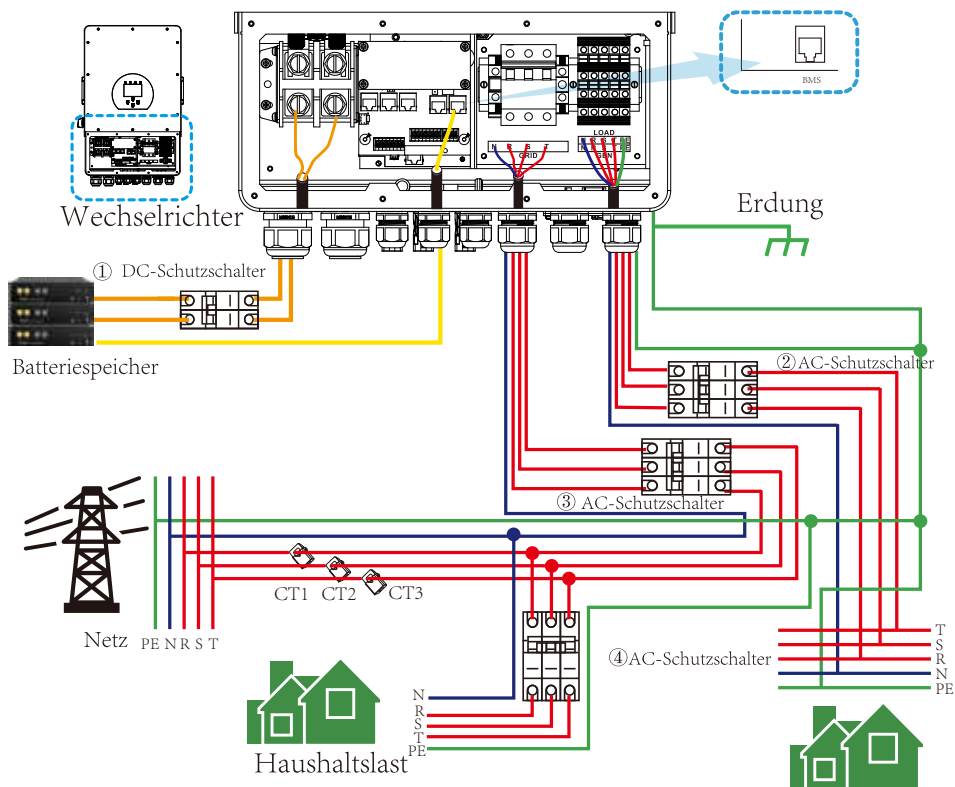 BMS
LOAD
N R S T
GRID
GEN
Wechselrichter
Erdung
① DC-Schutzschalter
Batteriespeicher
②AC-Schutzschalter
③ AC-Schutzschalter
CT1 CT2 CT3
Netz PE N R S T
④AC-Schutzschalter
T
S
R
N
PE
N
R
S
T
PE
Haushaltslast